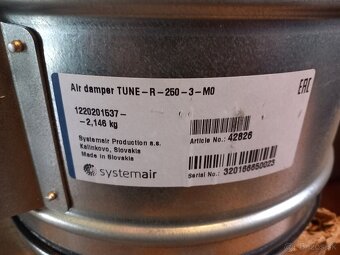 Air damper TUNE-R-250-3-M0
EAC
1220201537-
-2,146 kg
Systemair Production a.s.
Kalinkovo, Slovakia
Made in Slovakia
Article No.: 42826
systemair
Serial No.: 320166650023